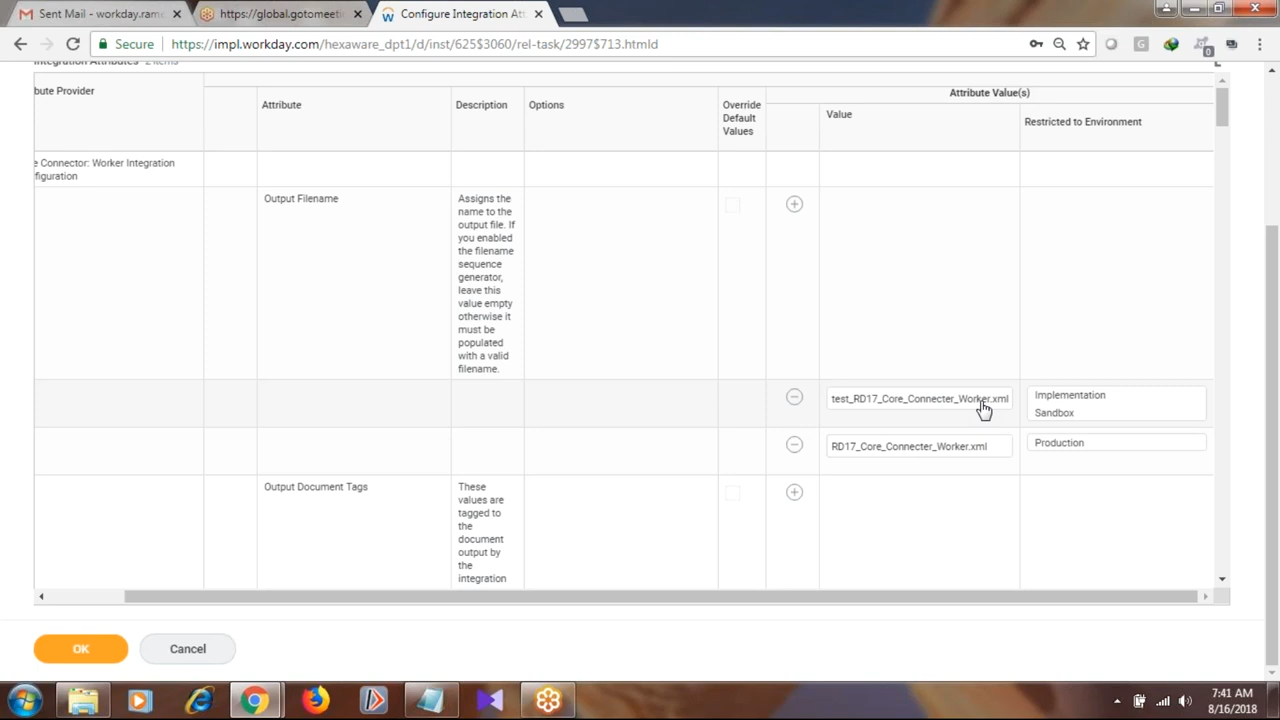 Sent Mail - workday.ram
https://global.gotomeeti
Configure Integration Att
Secure
https://impl.workday.com/hexaware_dpt1/d/inst/625$3060/rel-task/2997$713.htmld
G
0
Integration Attributes 2 items
bute Provider
Attribute
Description
Options
Override
Default
Values
Attribute Value(s)
Value
Restricted to Environment
e Connector: Worker Integration
figuration
Output Filename
Assigns the
name to the
output file. If
you enabled
the filename
sequence
generator,
leave this
value empty
otherwise it
must be
populated
with a valid
filename.
test_RD17_Core_Connecter_Worker.xml
Implementation
Sandbox
RD17_Core_Connecter_Worker.xml
Production
Output Document Tags
These
values are
tagged to
the
document
output by
the
integration
OK
Cancel
7:41 AM
8/16/2018